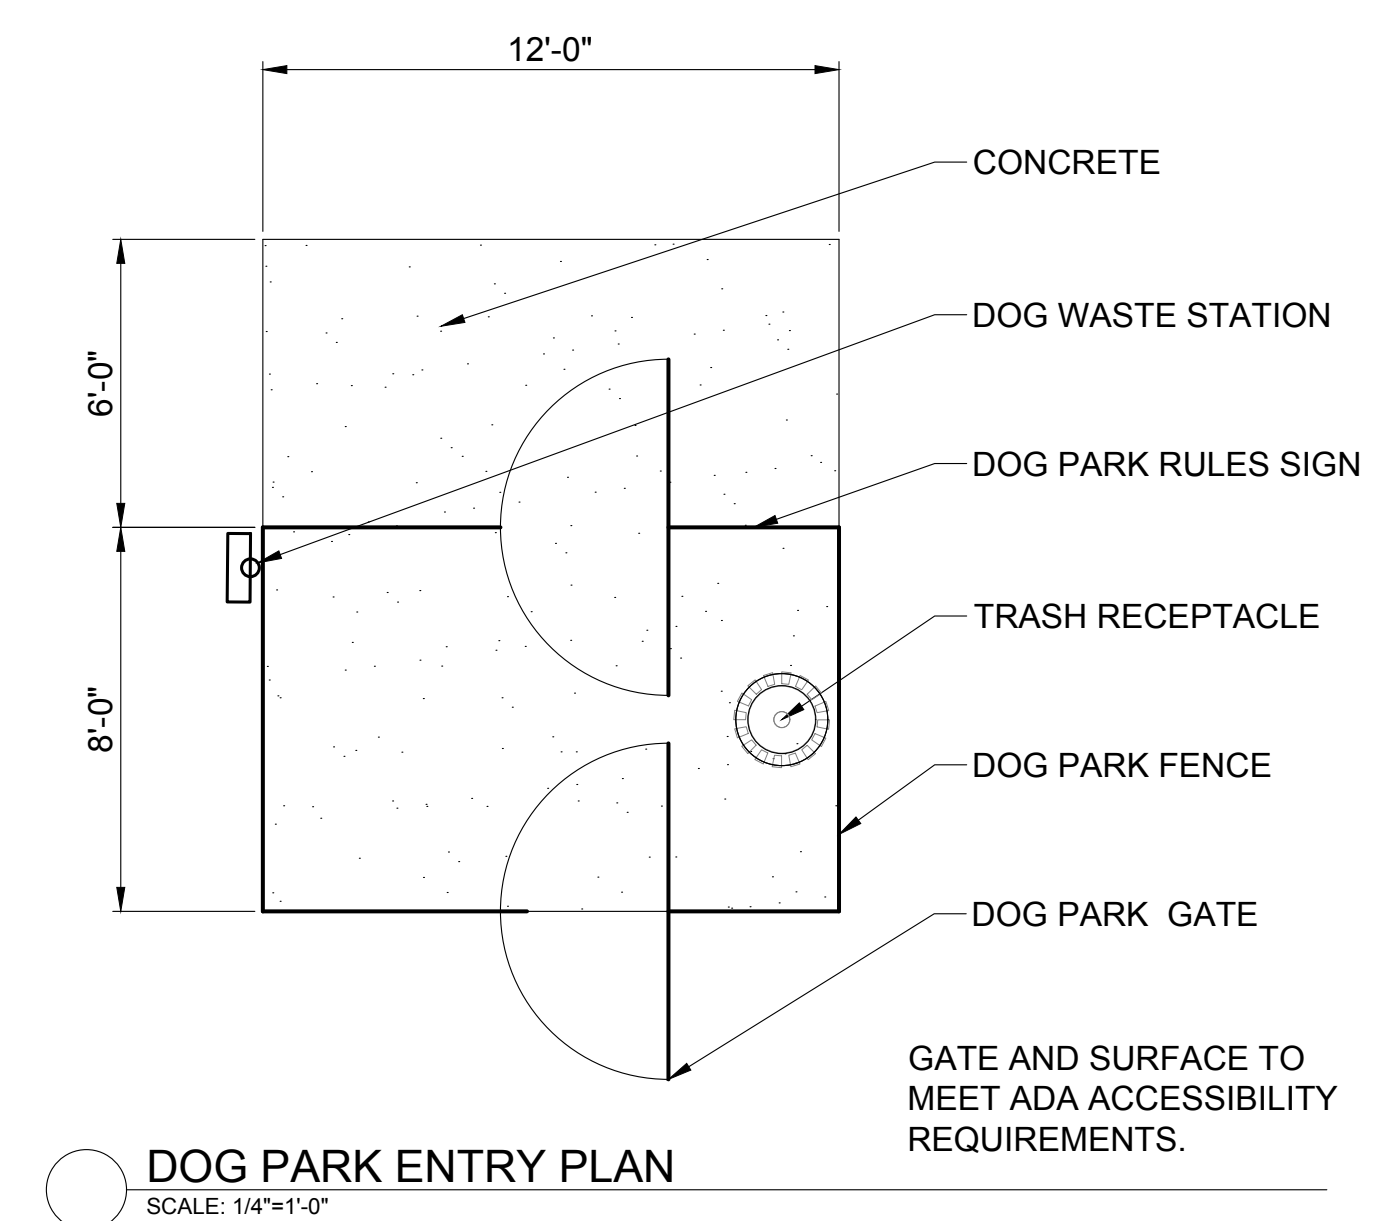 12'-0"
CONCRETE
DOG WASTE STATION
6'-0"
DOG PARK RULES SIGN
TRASH RECEPTACLE
8'-0"
DOG PARK FENCE
DOG PARK  GATE
GATE AND SURFACE TO
MEET ADA ACCESSIBILITY
REQUIREMENTS.
DOG PARK ENTRY PLAN
SCALE: 1/4"=1'-0"